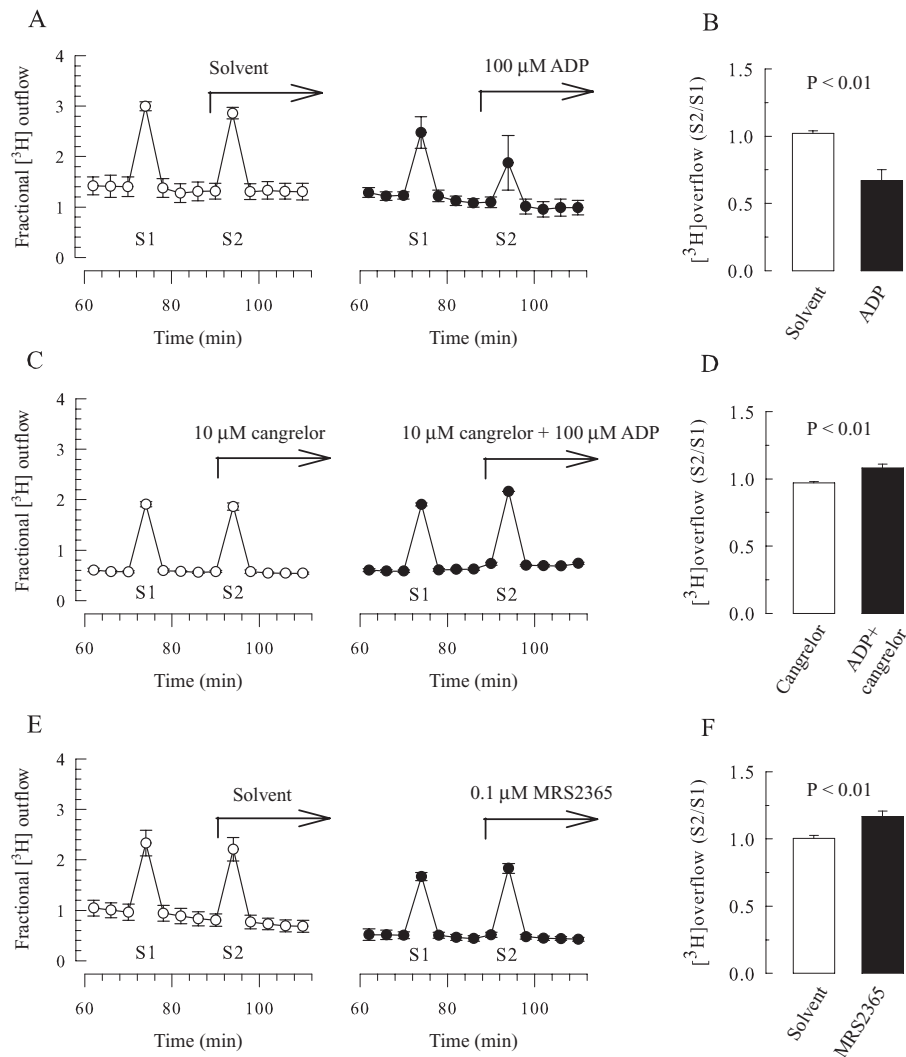 A
B
Fractional [³H] outflow
4
3
2
1
0
Solvent
S1
S2
60
80
100
Time (min)
100 µM ADP
S1
S2
60
80
100
Time (min)
[³H]overflow (S2/S1)
1.5
1.0
0.5
0.0
P < 0.01
Solvent
ADP
C
D
Fractional [³H] outflow
4
3
2
1
0
10 µM cangrelor
S1
S2
60
80
100
Time (min)
10 µM cangrelor + 100 µM ADP
S1
S2
60
80
100
Time (min)
[³H]overflow (S2/S1)
1.5
1.0
0.5
0.0
P < 0.01
Cangrelor
ADP+
cangrelor
E
F
Fractional [³H] outflow
4
3
2
1
0
Solvent
S1
S2
60
80
100
Time (min)
0.1 µM MRS2365
S1
S2
60
80
100
Time (min)
[³H]overflow (S2/S1)
1.5
1.0
0.5
0.0
P < 0.01
Solvent
MRS2365